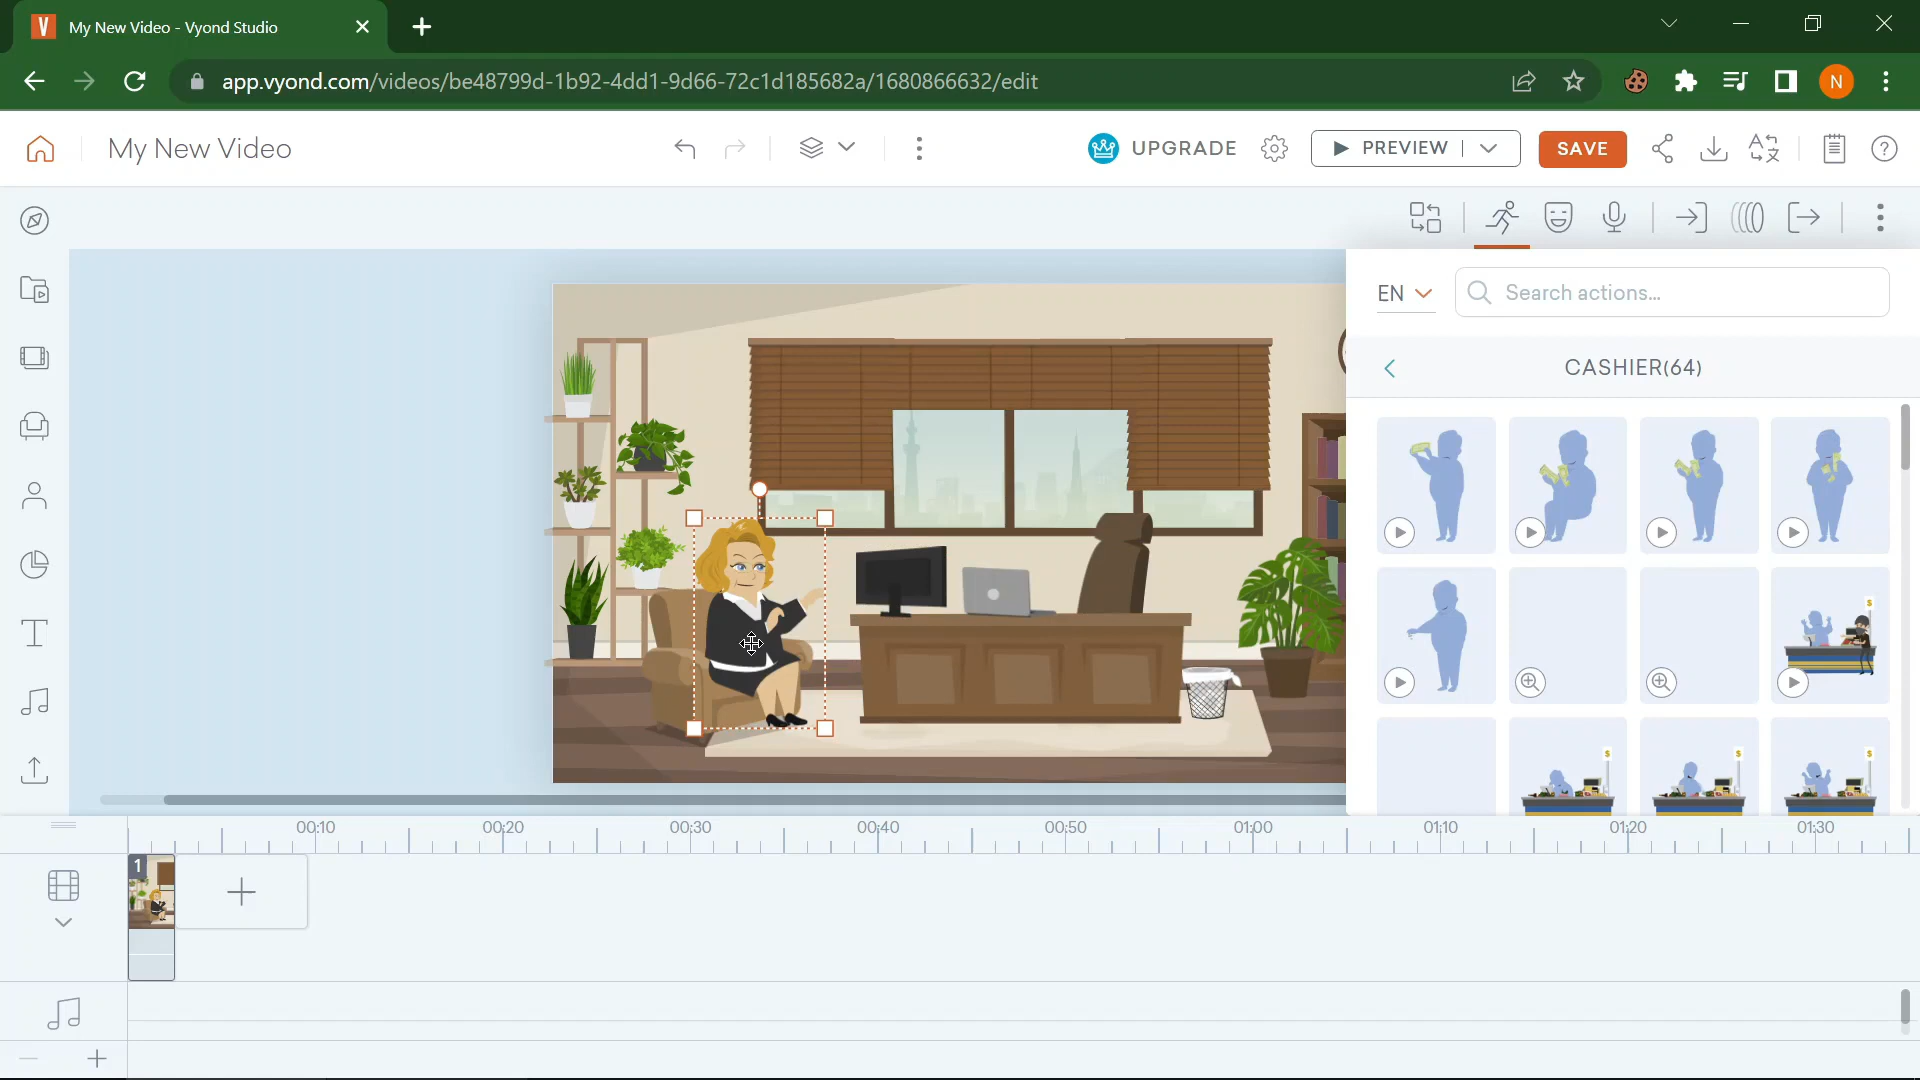 My New Video - Vyond Studio
app.vyond.com/videos/be48799d-1b92-4dd1-9d66-72c1d185682a/1680866632/edit
N
My New Video
UPGRADE
PREVIEW
SAVE
EN
Search actions...
CASHIER(64)
00:10
00:20
00:30
00:40
00:50
01:00
01:10
01:20
01:30
1